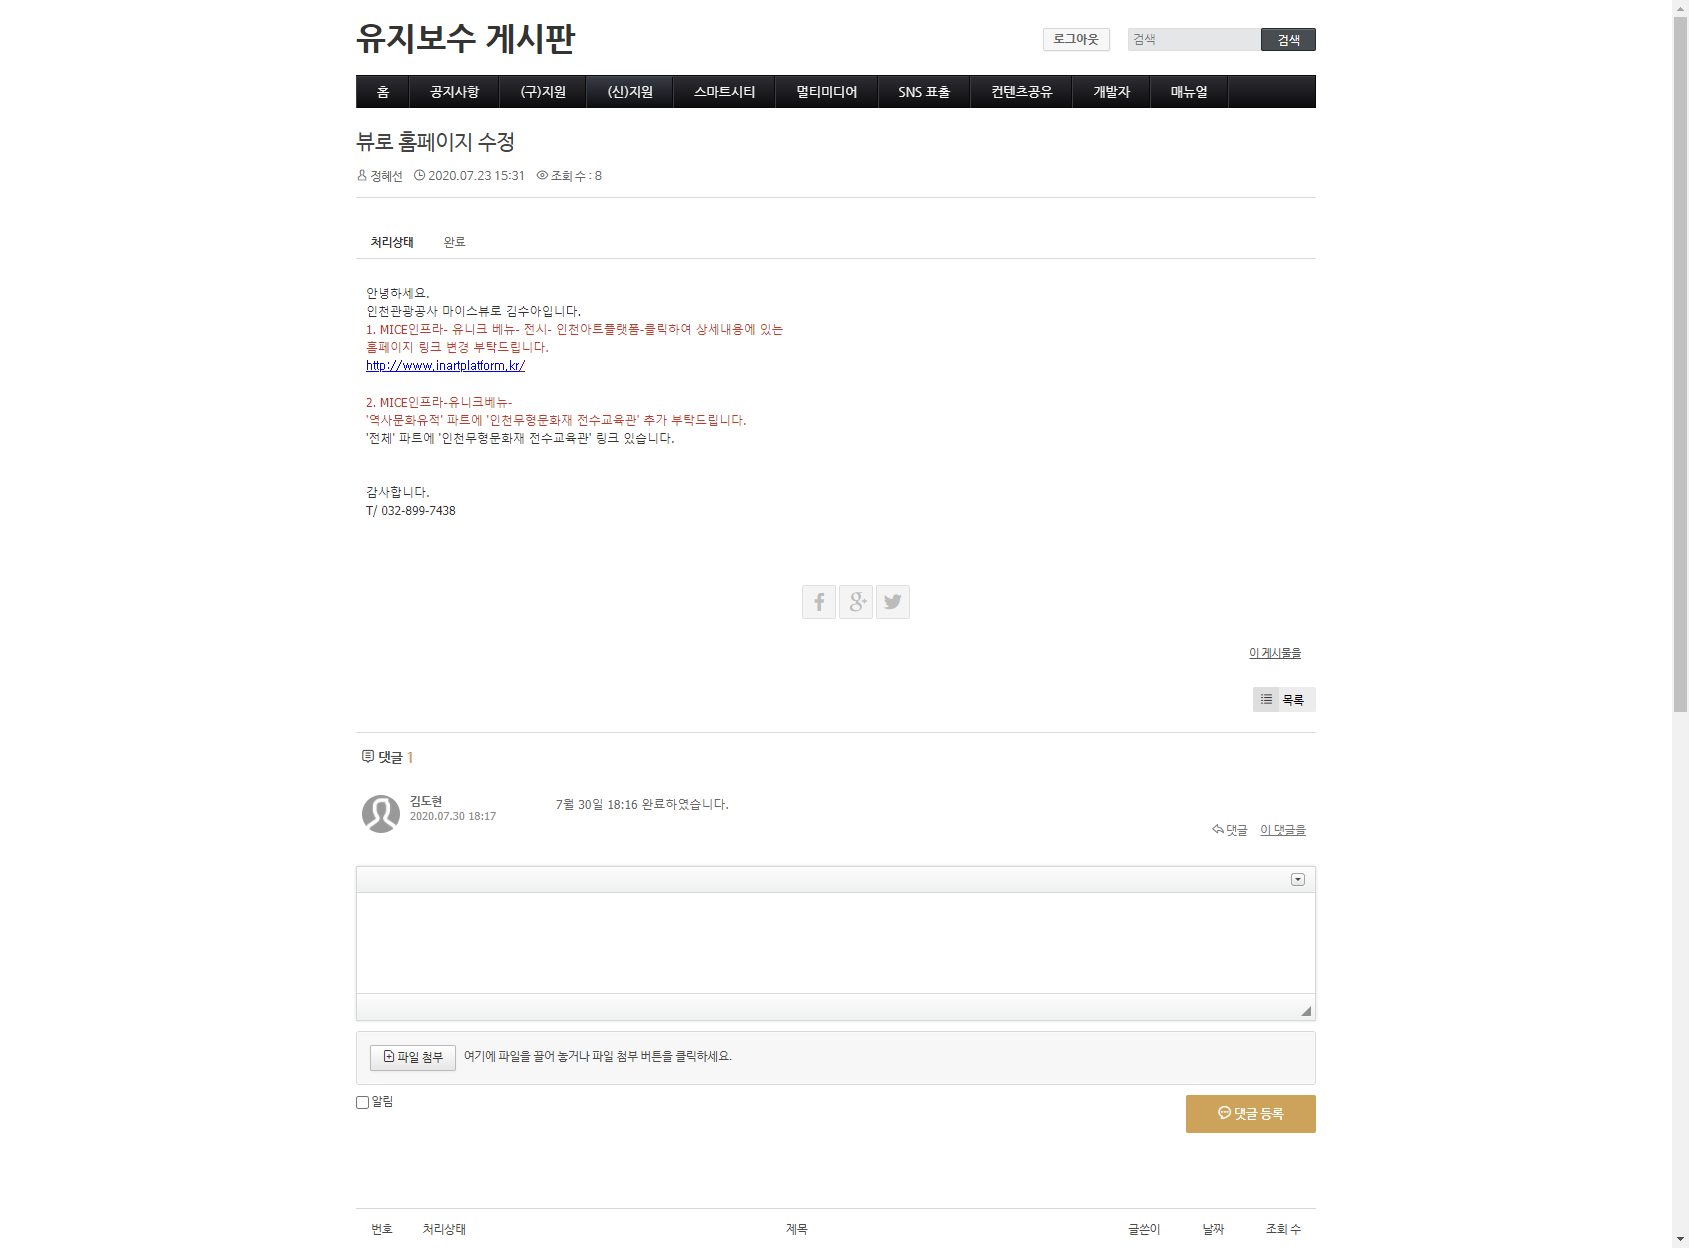 유지보수 게시판
로그아웃
검색
검색
홈 공지사항 (구)지원 (신)지원 스마트시티 멀티미디어 SNS 표출 컨텐츠공유 개발자 매뉴얼
뷰로 홈페이지 수정
정혜선 2020.07.23 15:31 조회 수 : 8
처리상태 완료
안녕하세요.
인천관광공사 마이스뷰로 김수아입니다.
1. MICE인프라- 유니크 베뉴- 전시- 인천아트플랫폼-클릭하여 상세내용에 있는
홈페이지 링크 변경 부탁드립니다.
http://www.inartplatform.kr/
2. MICE인프라-유니크베뉴-
'역사문화유적' 파트에 '인천무형문화재 전수교육관' 추가 부탁드립니다.
'전체' 파트에 '인천무형문화재 전수교육관' 링크 있습니다.
감사합니다.
T/ 032-899-7438
이 게시물을
목록
댓글 1
김도현
2020.07.30 18:17
7월 30일 18:16 완료하였습니다.
댓글 이 댓글을
파일 첨부 여기에 파일을 끌어 놓거나 파일 첨부 버튼을 클릭하세요.
알림
댓글 등록
번호 처리상태 제목 글쓴이 날짜 조회 수